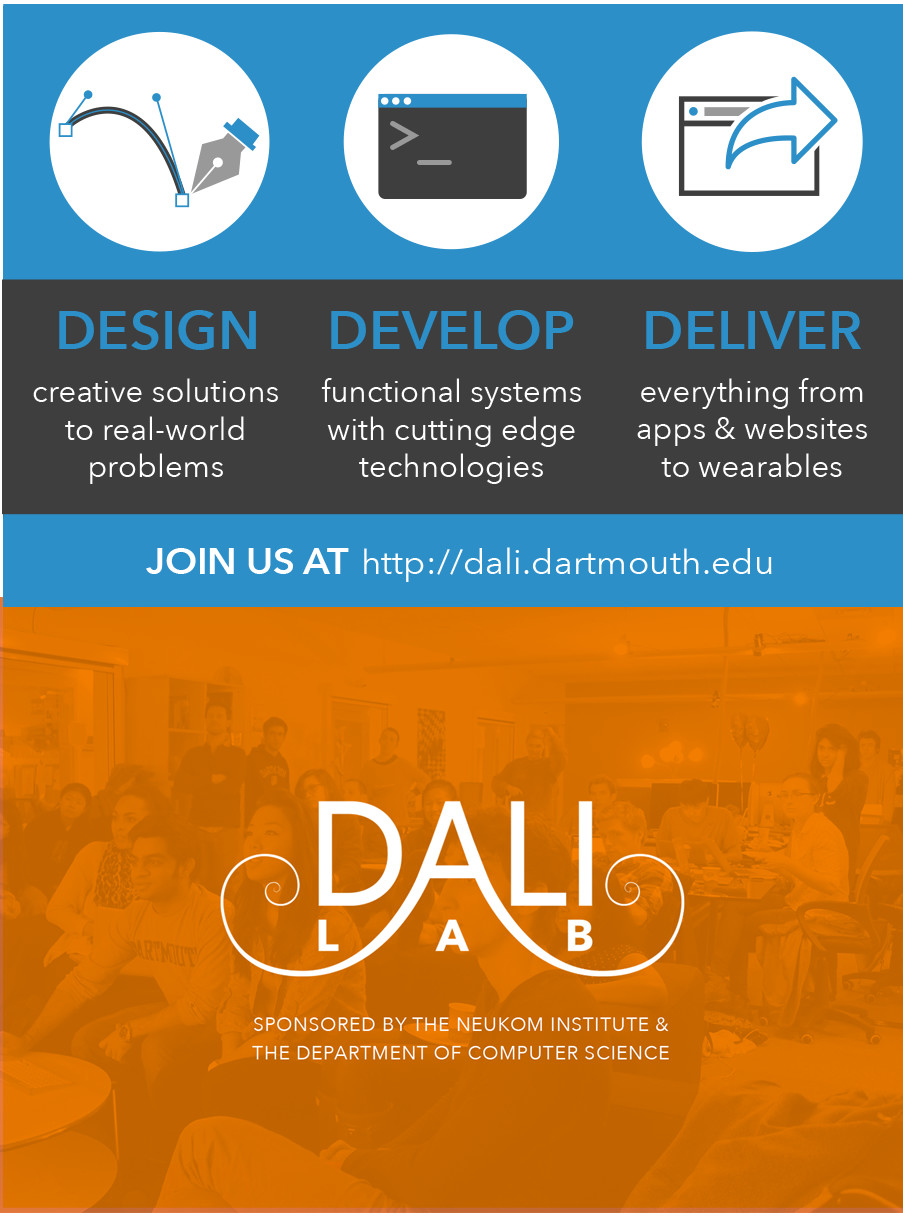 DESIGN
creative solutions
to real-world
problems
DEVELOP
functional systems
with cutting edge
technologies
DELIVER
everything from
apps & websites
to wearables
JOIN US AT http://dali.dartmouth.edu
DARTMOUT
DALI
L A B
SPONSORED BY THE NEUKOM INSTITUTE &
THE DEPARTMENT OF COMPUTER SCIENCE